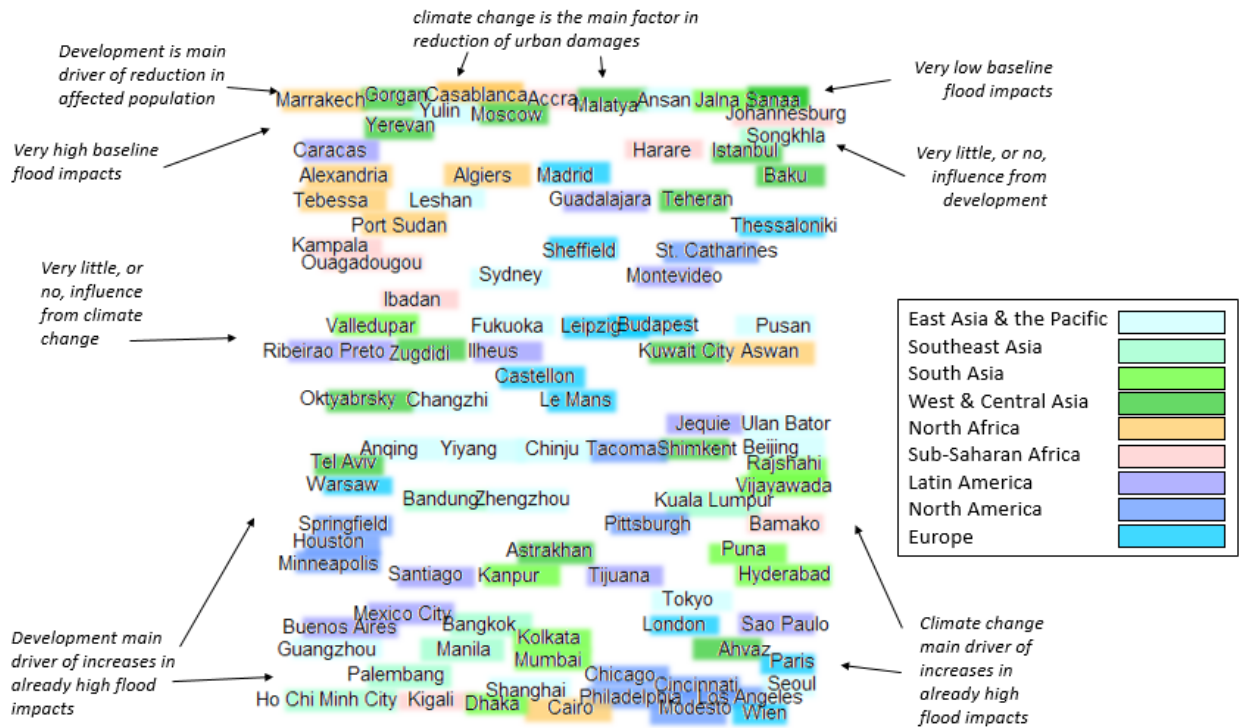 climate change is the main factor in
reduction of urban damages
Development is main
driver of reduction in
affected population
Very low baseline
flood impacts
Marrakech Gorgan Casablanca Accra Malatya Ansan Jalna Sanaa
Yulin Moscow Johannesburg
Yerevan Songkhla
Very high baseline
flood impacts
Caracas Harare Istanbul
Very little, or no,
influence from
development
Alexandria Algiers Madrid Baku
Tebessa Leshan Guadalajara Teheran
Port Sudan Thessaloniki
Kampala Sheffield St. Catharines
Ouagadougou
Sydney Montevideo
Very little, or
no, influence
from climate
change
Ibadan
Valledupar Fukuoka Leipzig Budapest Pusan
Ribeirao Preto Zugdidi Ilheus Kuwait City Aswan
Castellon
Oktyabrsky Changzhi Le Mans
Jequie Ulan Bator
Anqing Yiyang Chinju Tacoma Shimkent Beijing
Tel Aviv Rajshahi
Warsaw Vijayawada
Bandung Zhengzhou Kuala Lumpur
Springfield Pittsburgh Bamako
Houston
Astrakhan Puna
Minneapolis
Santiago Kanpur Tijuana Hyderabad
Tokyo
Mexico City
Buenos Aires Bangkok London Sao Paulo
Guangzhou Manila Kolkata Ahvaz
Mumbai Paris
Palembang Chicago
Shanghai Cincinnati Seoul
Ho Chi Minh City Kigali Dhaka Philadelphia Los Angeles
Cairo Modesto Wien
Development main
driver of increases in
already high flood
impacts
Climate change
main driver of
increases in
already high
flood impacts
East Asia & the Pacific
Southeast Asia
South Asia
West & Central Asia
North Africa
Sub-Saharan Africa
Latin America
North America
Europe